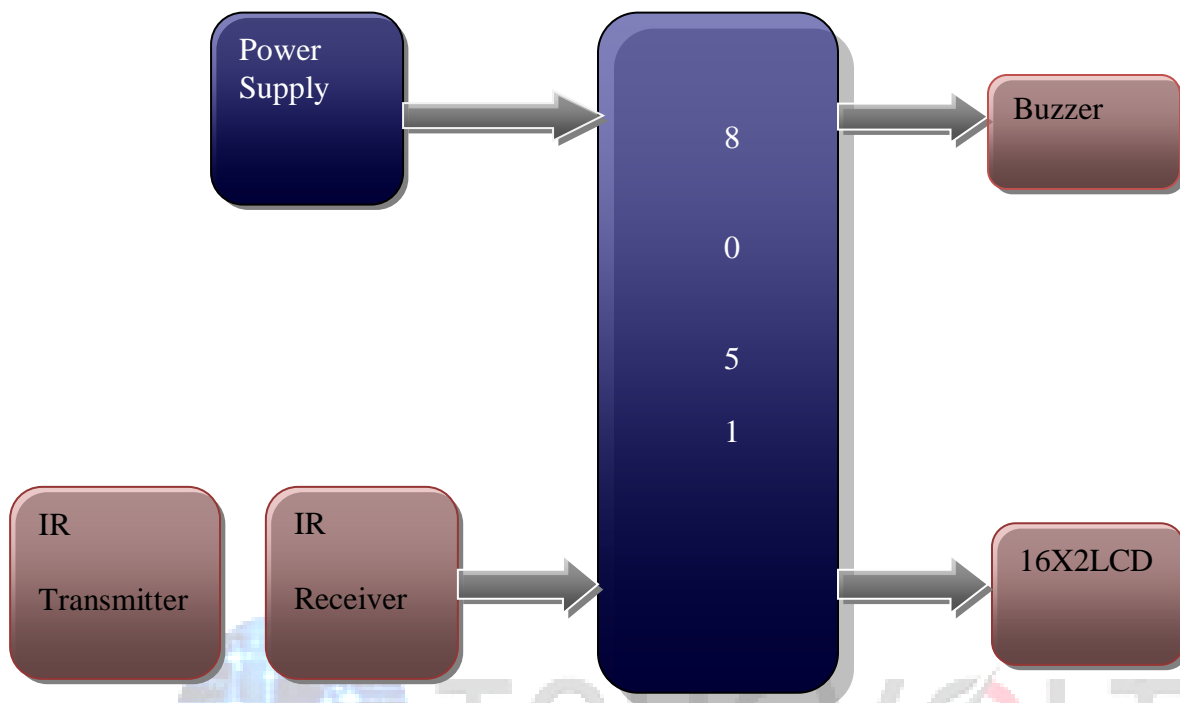 Power
Supply
8
0
5
1
Buzzer
IR
Transmitter
IR
Receiver
16X2LCD